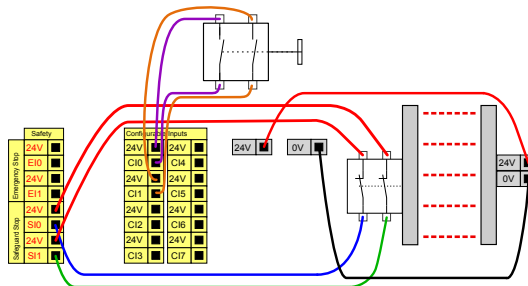 Safety
Emergency Stop
24V
EI0
24V
EI1
Safeguard Stop
24V
SI0
24V
SI1
Configurable Inputs
24V
CI0
24V
CI1
24V
CI2
24V
CI3
24V
CI4
24V
CI5
24V
CI6
24V
CI7
24V
0V
24V
0V